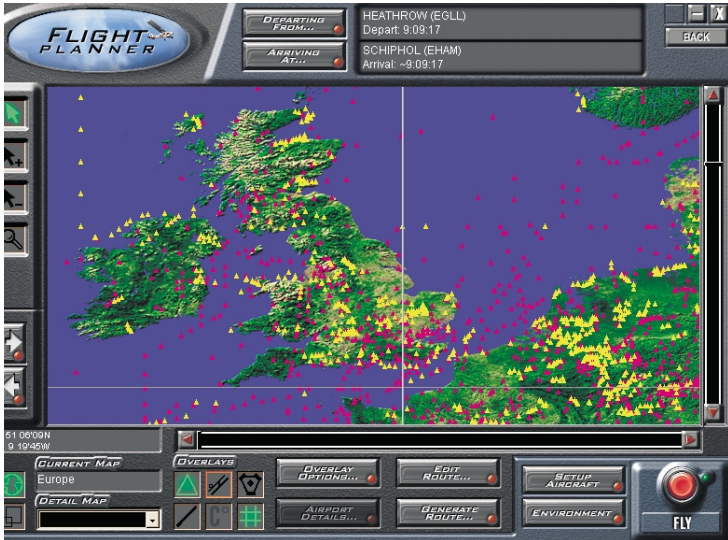 FLIGHT
PLANNER
DEPARTING
FROM...
HEATHROW (EGLL)
Depart: 9:09:17
ARRIVING
AT...
SCHIPHOL (EHAM)
Arrival: ~9:09:17
BACK
51 06'09N
9 19'45W
CURRENT MAP
Europe
DETAIL MAP
OVERLAYS
C°
OVERLAY
OPTIONS...
EDIT
ROUTE...
AIRPORT
DETAILS...
GENERATE
ROUTE...
SETUP
AIRCRAFT...
ENVIRONMENT...
FLY